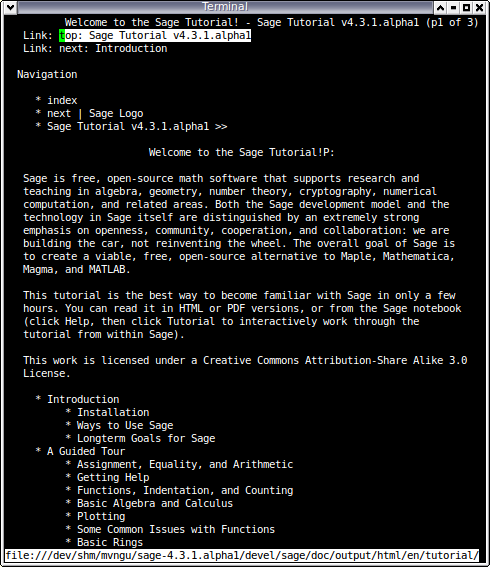 Terminal
Welcome to the Sage Tutorial! - Sage Tutorial v4.3.1.alpha1 (p1 of 3)
Link: top: Sage Tutorial v4.3.1.alpha1
Link: next: Introduction
Navigation
* index
* next | Sage Logo
* Sage Tutorial v4.3.1.alpha1 >>
Welcome to the Sage Tutorial!P:
Sage is free, open-source math software that supports research and
teaching in algebra, geometry, number theory, cryptography, numerical
computation, and related areas. Both the Sage development model and the
technology in Sage itself are distinguished by an extremely strong
emphasis on openness, community, cooperation, and collaboration: we are
building the car, not reinventing the wheel. The overall goal of Sage is
to create a viable, free, open-source alternative to Maple, Mathematica,
Magma, and MATLAB.
This tutorial is the best way to become familiar with Sage in only a few
hours. You can read it in HTML or PDF versions, or from the Sage notebook
(click Help, then click Tutorial to interactively work through the
tutorial from within Sage).
This work is licensed under a Creative Commons Attribution-Share Alike 3.0
License.
* Introduction
* Installation
* Ways to Use Sage
* Longterm Goals for Sage
* A Guided Tour
* Assignment, Equality, and Arithmetic
* Getting Help
* Functions, Indentation, and Counting
* Basic Algebra and Calculus
* Plotting
* Some Common Issues with Functions
* Basic Rings
file:///dev/shm/mvngu/sage-4.3.1.alpha1/devel/sage/doc/output/html/en/tutorial/